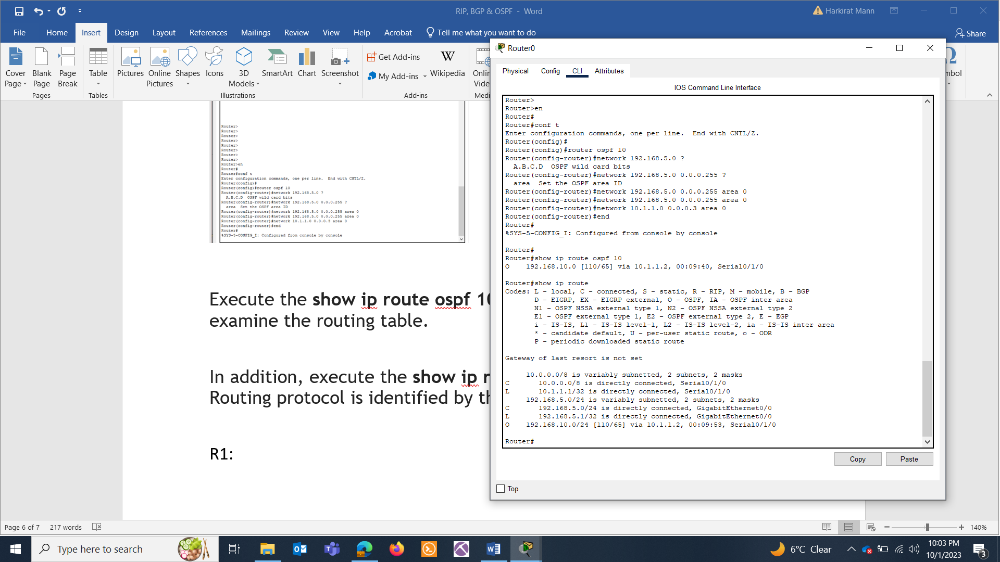 RIP, BGP & OSPF - Word
Harkirat Mann
File Home Insert Design Layout References Mailings Review View Help Acrobat Tell me what you want to do
Share
Cover Page
Blank Page
Page Break
Pages
Table
Tables
Pictures
Online Pictures
Shapes
Icons
3D Models
SmartArt
Chart
Screenshot
Illustrations
Get Add-ins
My Add-ins
W
Wikipedia
Add-ins
Onlin
Vide
Medi
mbol
Router>
Router>
Router>
Router>
Router>
Router>
Router>
Router>
Router>en
Router#
Router#conf t
Enter configuration commands, one per line.  End with CNTL/Z.
Router(config)#
Router(config)#router ospf 10
Router(config-router)#network 192.168.5.0 ?
A.B.C.D  OSPF wild card bits
Router(config-router)#network 192.168.5.0 0.0.0.255 ?
area  Set the OSPF area ID
Router(config-router)#network 192.168.5.0 0.0.0.255 area 0
Router(config-router)#network 192.168.5.0 0.0.0.255 area 0
Router(config-router)#network 10.1.1.0 0.0.0.3 area 0
Router(config-router)#end
Router#
%SYS-5-CONFIG_I: Configured from console by console
Execute the show ip route ospf 10
examine the routing table.
In addition, execute the show ip r
Routing protocol is identified by th
R1:
Router0
Physical Config CLI Attributes
IOS Command Line Interface
Router>
Router>en
Router#
Router#conf t
Enter configuration commands, one per line.  End with CNTL/Z.
Router(config)#
Router(config)#router ospf 10
Router(config-router)#network 192.168.5.0 ?
A.B.C.D  OSPF wild card bits
Router(config-router)#network 192.168.5.0 0.0.0.255 ?
area  Set the OSPF area ID
Router(config-router)#network 192.168.5.0 0.0.0.255 area 0
Router(config-router)#network 192.168.5.0 0.0.0.255 area 0
Router(config-router)#network 10.1.1.0 0.0.0.3 area 0
Router(config-router)#end
Router#
%SYS-5-CONFIG_I: Configured from console by console
Router#
Router#show ip route ospf 10
O    192.168.10.0 [110/65] via 10.1.1.2, 00:09:40, Serial0/1/0
Router#show ip route
Codes: L - local, C - connected, S - static, R - RIP, M - mobile, B - BGP
D - EIGRP, EX - EIGRP external, O - OSPF, IA - OSPF inter area
N1 - OSPF NSSA external type 1, N2 - OSPF NSSA external type 2
E1 - OSPF external type 1, E2 - OSPF external type 2, E - EGP
i - IS-IS, L1 - IS-IS level-1, L2 - IS-IS level-2, ia - IS-IS inter area
* - candidate default, U - per-user static route, o - ODR
P - periodic downloaded static route
Gateway of last resort is not set
10.0.0.0/8 is variably subnetted, 2 subnets, 2 masks
C       10.0.0.0/8 is directly connected, Serial0/1/0
L       10.1.1.1/32 is directly connected, Serial0/1/0
192.168.5.0/24 is variably subnetted, 2 subnets, 2 masks
C       192.168.5.0/24 is directly connected, GigabitEthernet0/0
L       192.168.5.1/32 is directly connected, GigabitEthernet0/0
O    192.168.10.0/24 [110/65] via 10.1.1.2, 00:09:53, Serial0/1/0
Router#
Copy Paste
Top
Page 6 of 7 217 words
140%
Type here to search
6°C Clear
10:03 PM
10/1/2023
3